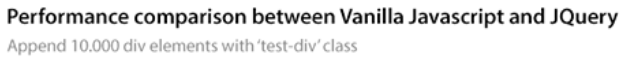 Performance comparison between Vanilla Javascript and JQuery
Append 10.000 div elements with 'test-div' class